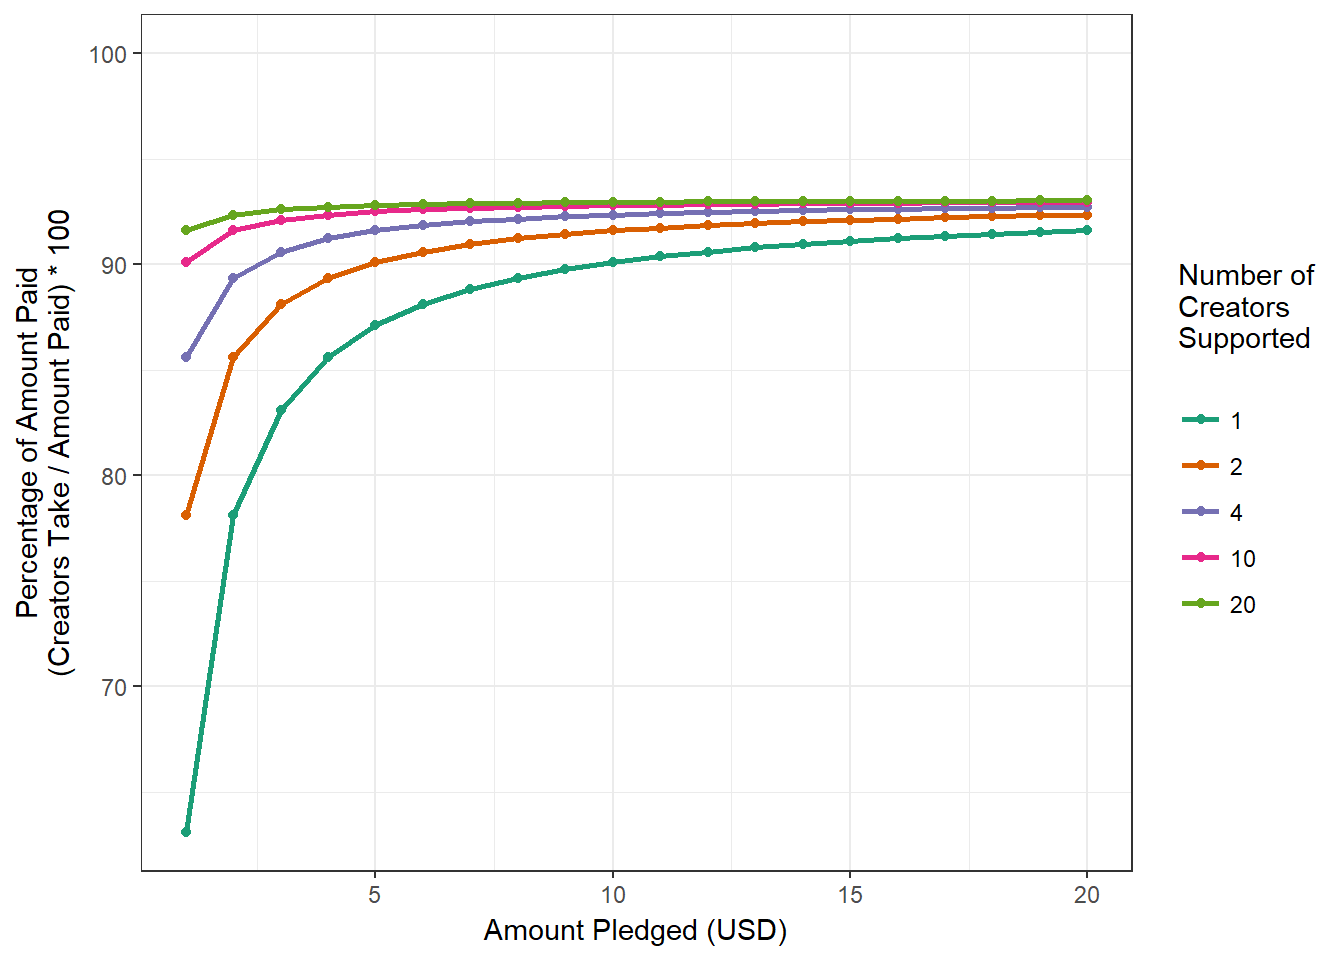 100
90
80
70
Percentage of Amount Paid
(Creators Take / Amount Paid) * 100
5
10
15
20
Amount Pledged (USD)
Number of
Creators
Supported
1
2
4
10
20